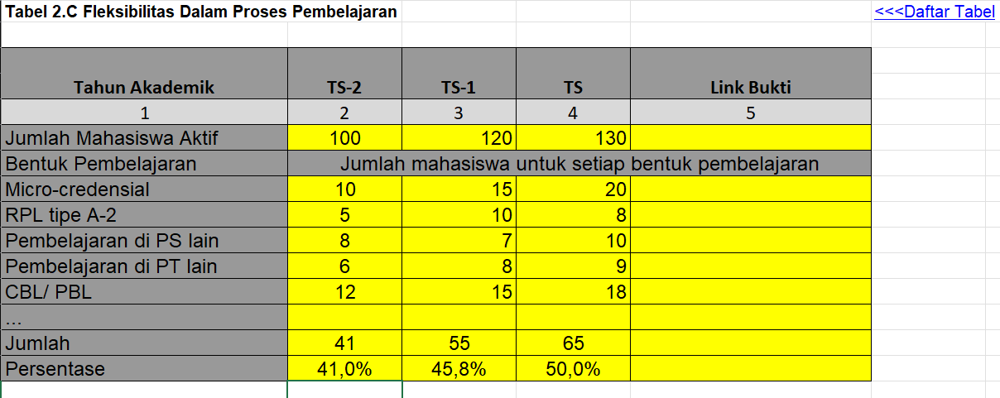 Tabel 2.C Fleksibilitas Dalam Proses Pembelajaran <<<Daftar Tabel
Tahun Akademik TS-2 TS-1 TS Link Bukti
1 2 3 4 5
Jumlah Mahasiswa Aktif 100 120 130
Bentuk Pembelajaran Jumlah mahasiswa untuk setiap bentuk pembelajaran
Micro-credensial 10 15 20
RPL tipe A-2 5 10 8
Pembelajaran di PS lain 8 7 10
Pembelajaran di PT lain 6 8 9
CBL/ PBL 12 15 18
...
Jumlah 41 55 65
Persentase 41,0% 45,8% 50,0%